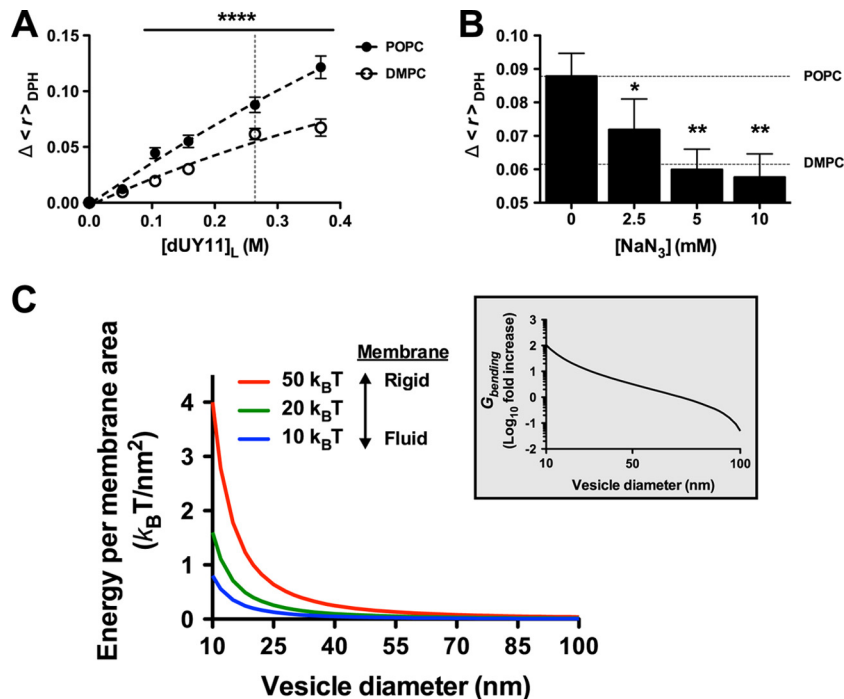 A
****
Δ < r >DPH
0.15
0.10
0.05
0.00
0.0 0.1 0.2 0.3 0.4
[dUY11]L (M)
POPC
DMPC
B
Δ < r >DPH
0.10
0.09
0.08
0.07
0.06
0.05
*
**
**
POPC
DMPC
0 2.5 5 10
[NaN3] (mM)
C
Energy per membrane area
(kBT/nm²)
4
3
2
1
0
10 25 40 55 70 85 100
Vesicle diameter (nm)
Membrane
50 kBT Rigid
20 kBT
10 kBT Fluid
Gbending
(Log10 fold increase)
3
2
1
0
-1
-2
10 50 100
Vesicle diameter (nm)